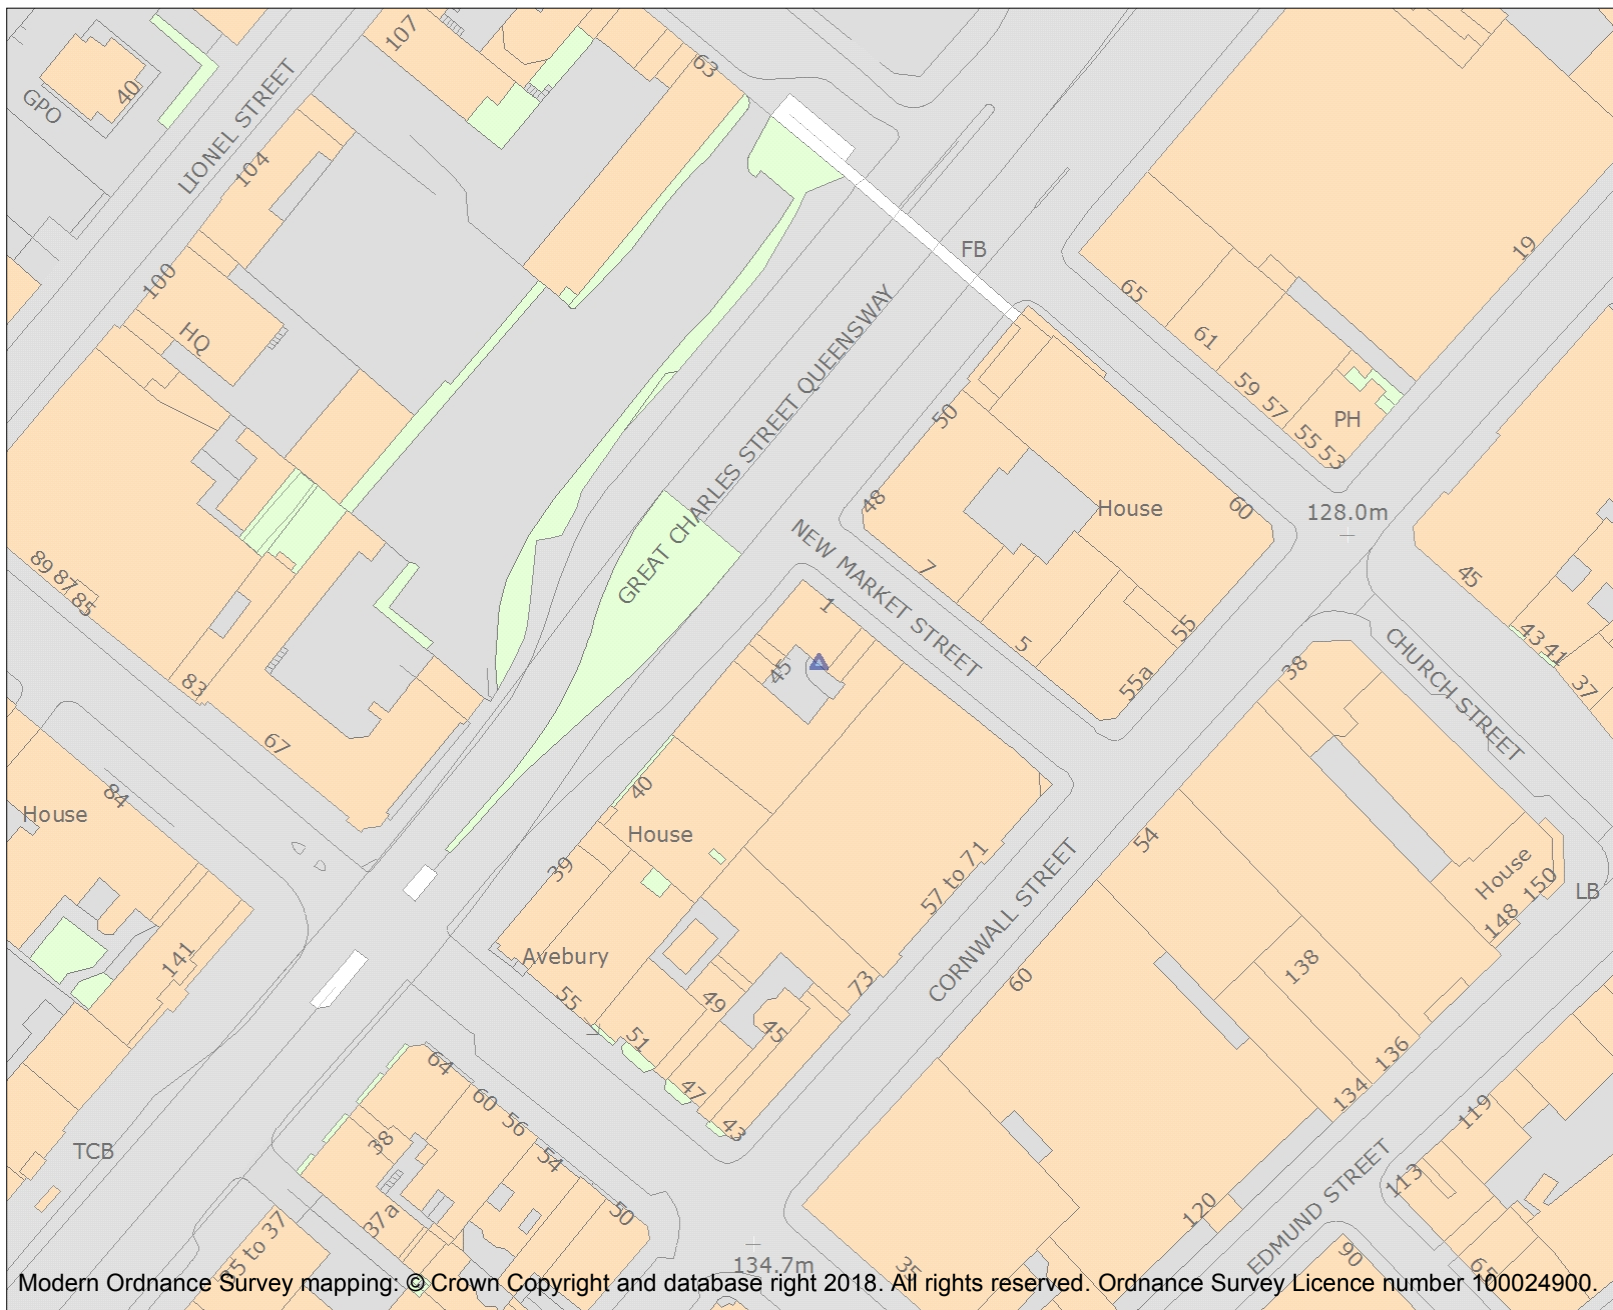 107
63
GPO
40
LIONEL STREET
104
100
HQ
FB
65
61
59
57
55
53
PH
19
GREAT CHARLES STREET QUEENSWAY
50
48
House
60
128.0m
NEW MARKET STREET
7
5
55
55a
1
45
45
43
41
37
CHURCH STREET
38
89
87
85
83
67
84
House
40
House
39
57 to 71
54
CORNWALL STREET
House
150
148
LB
141
Avebury
55
51
49
47
45
43
73
60
138
136
134
64
60
56
54
50
38
37a
TCB
119
113
120
EDMUND STREET
90
134.7m
Modern Ordnance Survey mapping: © Crown Copyright and database right 2018. All rights reserved. Ordnance Survey Licence number 100024900.